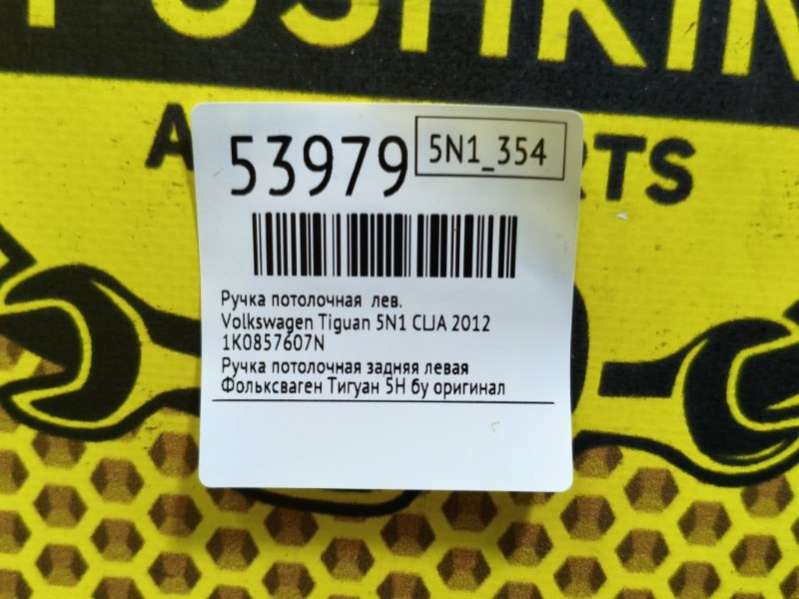 53979
5N1_354
Ручка потолочная лев.
Volkswagen Tiguan 5N1 CLJA 2012
1K0857607N
Ручка потолочная задняя левая
Фольксваген Тигуан 5Н бу оригинал